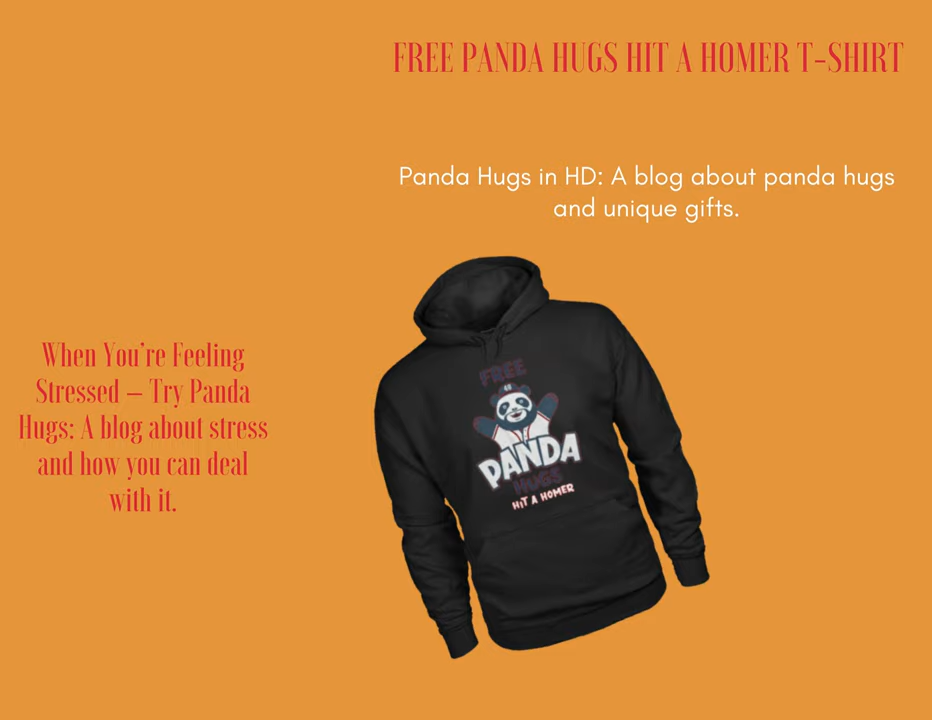 FREE PANDA HUGS HIT A HOMER T-SHIRT
Panda Hugs in HD: A blog about panda hugs
and unique gifts.
When You're Feeling
Stressed – Try Panda
Hugs: A blog about stress
and how you can deal
with it.
FREE
PANDA
HUGS
HIT A HOMER